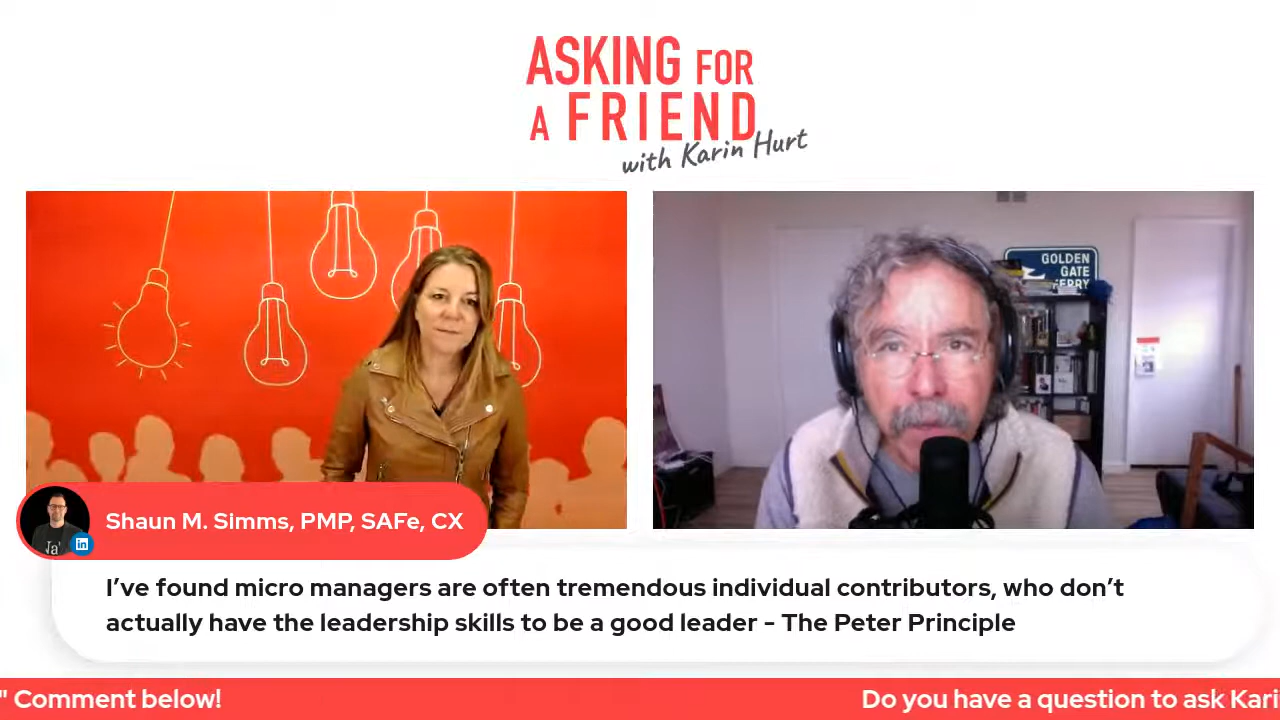 ASKING FOR
A FRIEND
with Karin Hurt
GOLDEN
GATE
FERRY
Shaun M. Simms, PMP, SAFe, CX
in
I’ve found micro managers are often tremendous individual contributors, who don’t
actually have the leadership skills to be a good leader - The Peter Principle
" Comment below!
Do you have a question to ask Kari